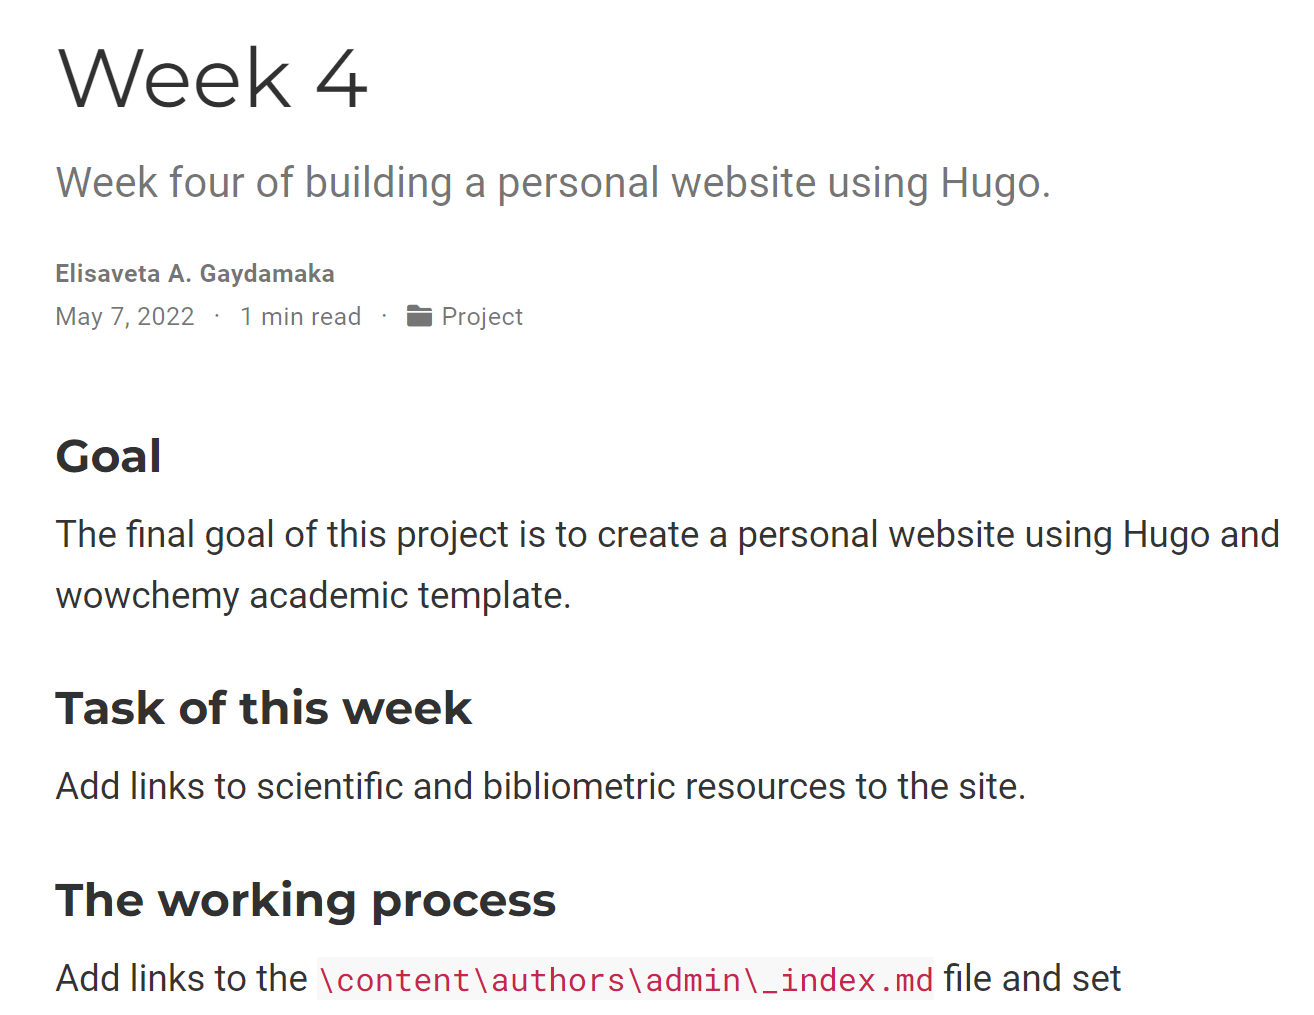 Week 4
Week four of building a personal website using Hugo.
Elisaveta A. Gaydamaka
May 7, 2022 · 1 min read · Project
Goal
The final goal of this project is to create a personal website using Hugo and
wowchemy academic template.
Task of this week
Add links to scientific and bibliometric resources to the site.
The working process
Add links to the \content\authors\admin\_index.md file and set